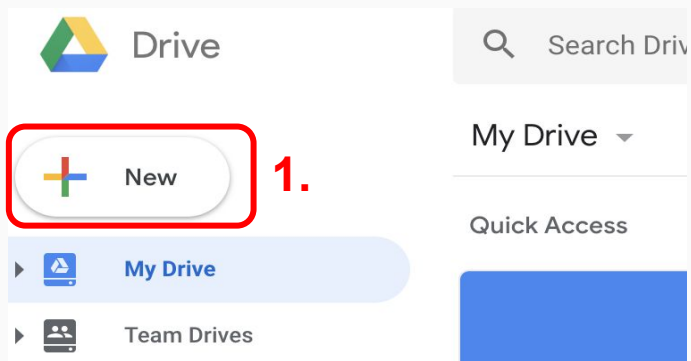 Drive
Search Driv
My Drive
New
1.
Quick Access
My Drive
Team Drives